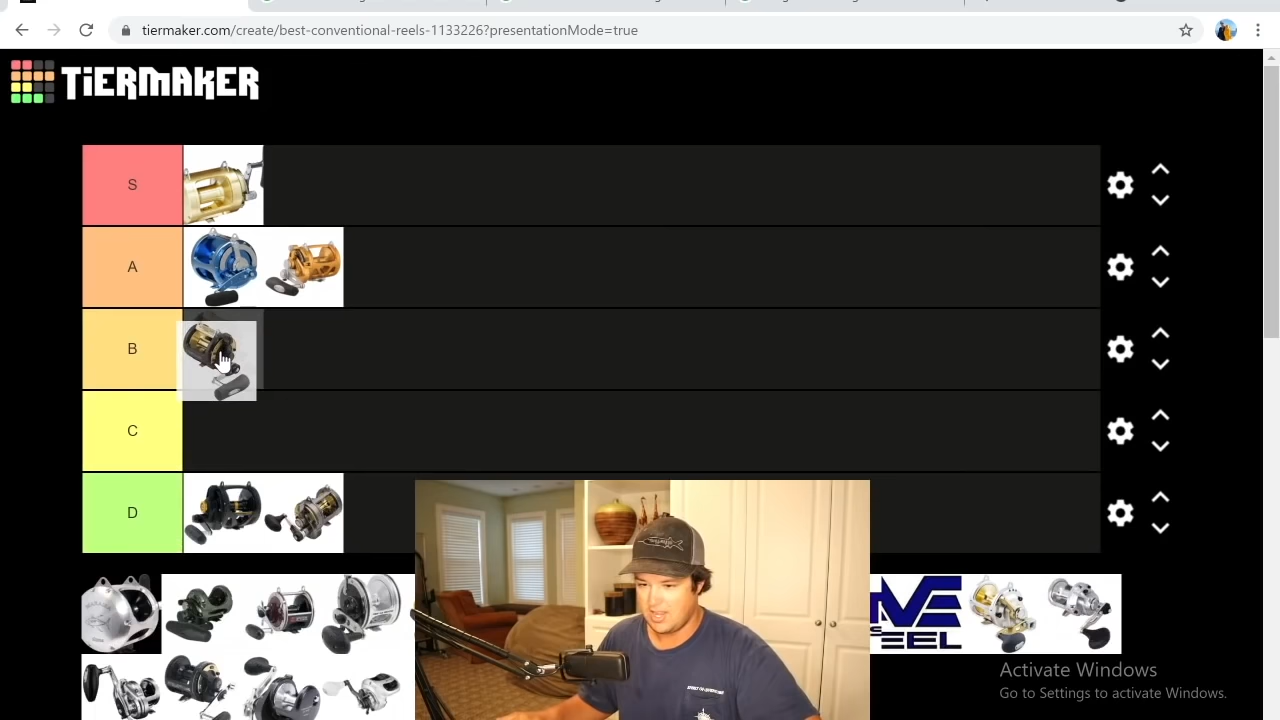 tiermaker.com/create/best-conventional-reels-1133226?presentationMode=true
TiERMAKER
S
A
B
C
D
EEL
Activate Windows
Go to Settings to activate Windows.